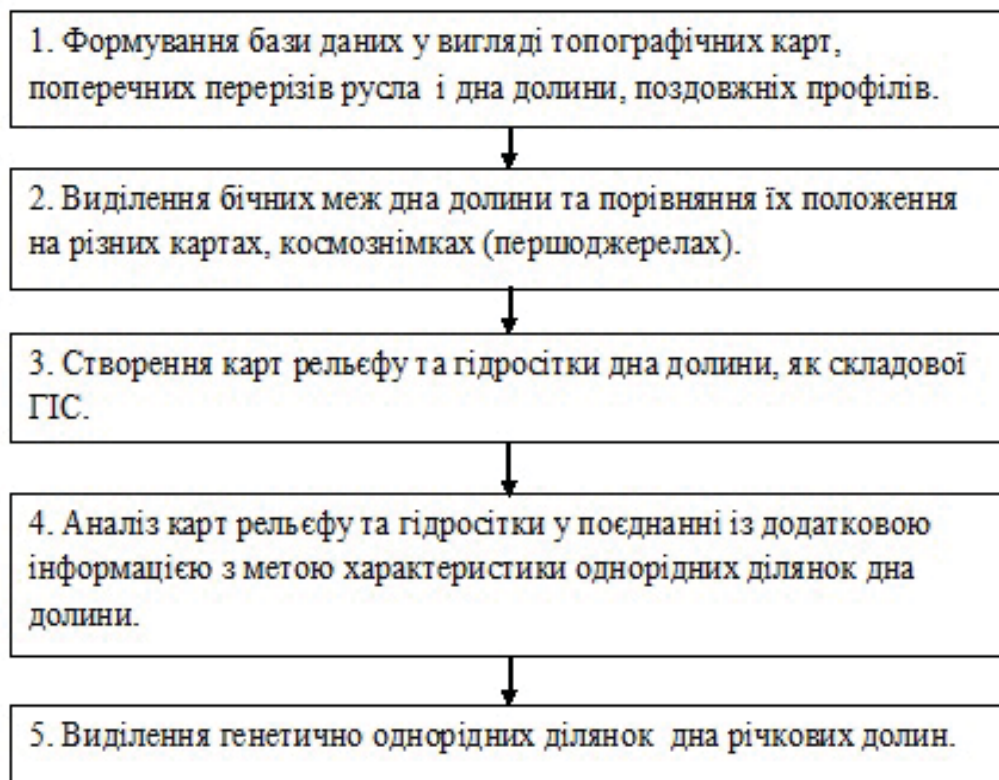 1. Формування бази даних у вигляді топографічних карт,
поперечних перерізів русла і дна долини, поздовжніх профілів.
2. Виділення бічних меж дна долини та порівняння їх положення
на різних картах, космознімках (першоджерелах).
3. Створення карт рельєфу та гідросітки дна долини, як складової
ГІС.
4. Аналіз карт рельєфу та гідросітки у поєднанні із додатковою
інформацією з метою характеристики однорідних ділянок дна
долини.
5. Виділення генетично однорідних ділянок дна річкових долин.